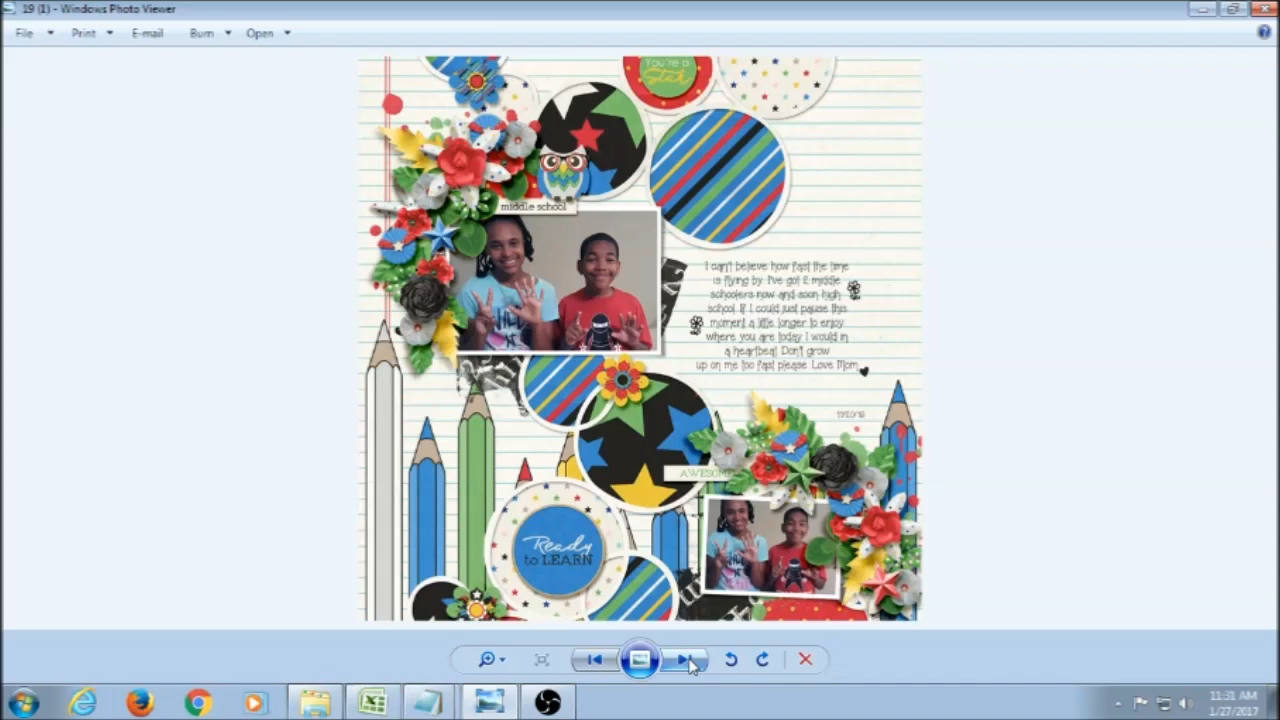 19 (1) - Windows Photo Viewer
File Print E-mail Burn Open
You're a
Star
middle school
I can't believe how fast the time
is flying by. I've got 2 middle
schoolers now and soon high
school. If I could just pause this
moment a little longer to enjoy
where you are today I would in
a heartbeat. Don't grow
up on me too fast please. Love Mom
AWESOME
Ready
to LEARN
11:31 AM
1/27/2017